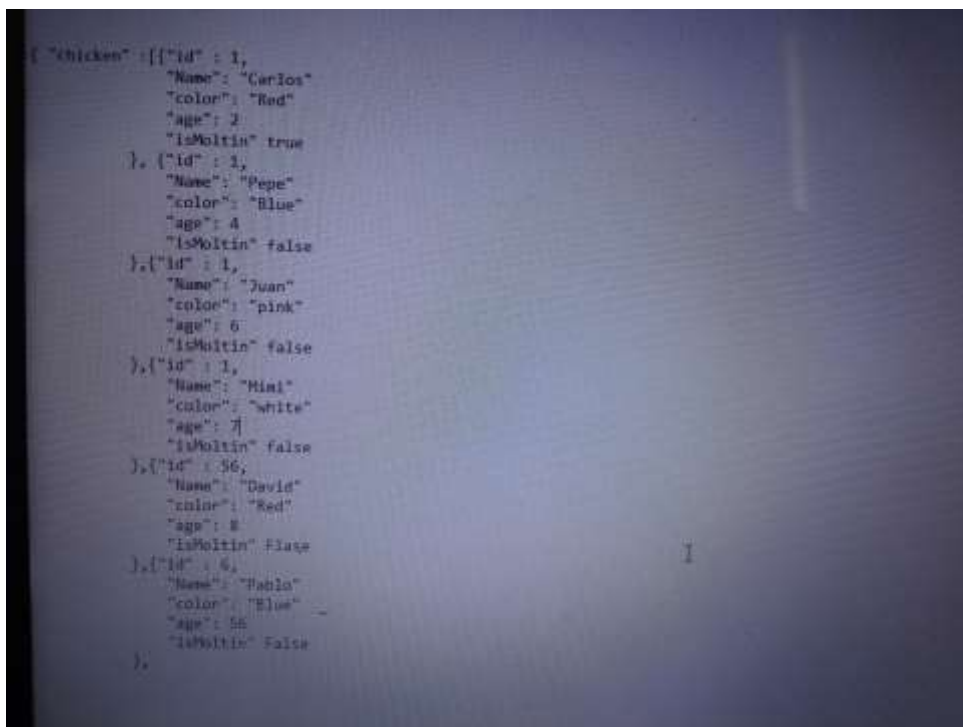 { "chicken" :[{"id" : 1,
"Name": "Carlos"
"color": "Red"
"age": 2
"isMoltin" true
}, {"id" : 1,
"Name": "Pepe"
"color": "Blue"
"age": 4
"isMoltin" false
},{"id" : 1,
"Name": "Juan"
"color": "pink"
"age": 6
"isMoltin" false
},{"id" : 1,
"Name": "Mimi"
"color": "white"
"age": 7
"isMoltin" false
},{"id" : 56,
"Name": "David"
"color": "Red"
"age": 8
"isMoltin" Flase
},{"id" : 6,
"Name": "Pablo"
"color": "Blue"
"age": 56
"isMoltin" False
},